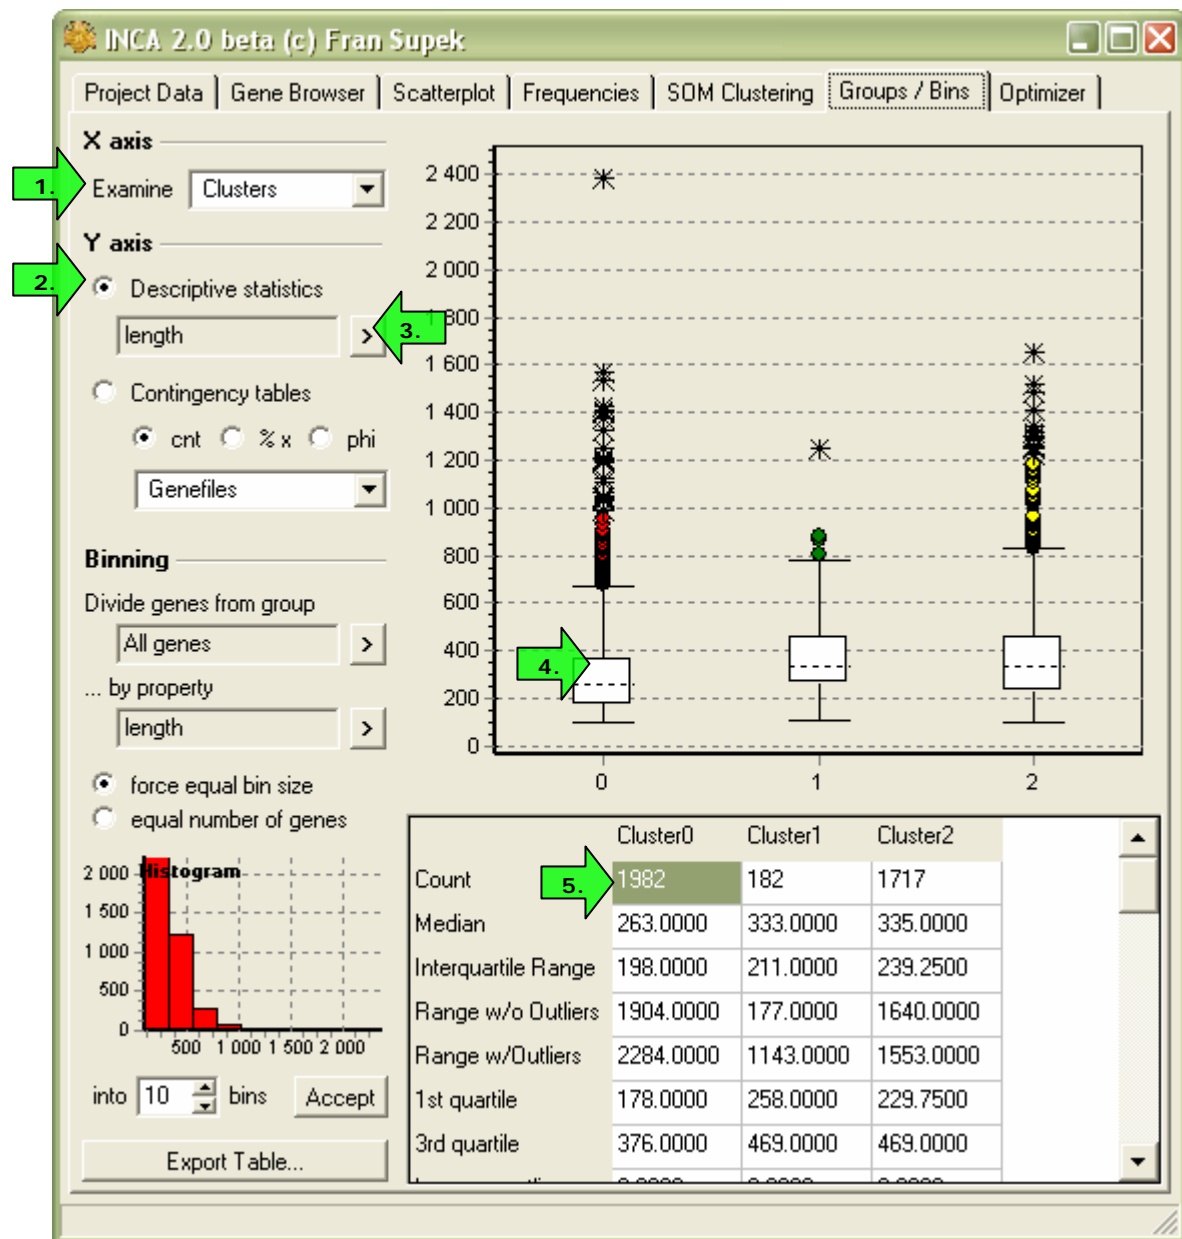 INCA 2.0 beta (c) Fran Supek
Project Data
Gene Browser
Scatterplot
Frequencies
SOM Clustering
Groups / Bins
Optimizer
X axis
1.
Examine
Clusters
Y axis
2.
Descriptive statistics
length
>
3.
Contingency tables
cnt
% x
phi
Genefiles
Binning
Divide genes from group
All genes
>
... by property
length
>
force equal bin size
equal number of genes
Histogram
2 000
1 500
1 000
500
0
500 1 000 1 500 2 000
into 10 bins
Accept
Export Table...
2 400
2 200
2 000
1 800
1 600
1 400
1 200
1 000
800
600
400
200
0
4.
0 1 2
Cluster0 Cluster1 Cluster2
5.
Count 1982 182 1717
Median 263.0000 333.0000 335.0000
Interquartile Range 198.0000 211.0000 239.2500
Range w/o Outliers 1904.0000 177.0000 1640.0000
Range w/Outliers 2284.0000 1143.0000 1553.0000
1st quartile 178.0000 258.0000 229.7500
3rd quartile 376.0000 469.0000 469.0000